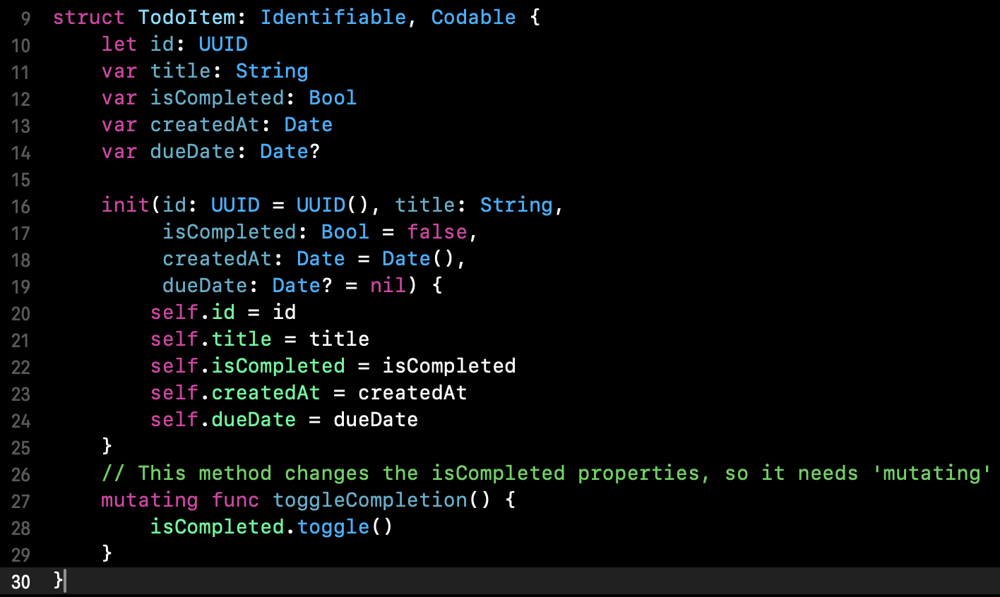 9 struct TodoItem: Identifiable, Codable {
10     let id: UUID
11     var title: String
12     var isCompleted: Bool
13     var createdAt: Date
14     var dueDate: Date?
15
16     init(id: UUID = UUID(), title: String,
17          isCompleted: Bool = false,
18          createdAt: Date = Date(),
19          dueDate: Date? = nil) {
20         self.id = id
21         self.title = title
22         self.isCompleted = isCompleted
23         self.createdAt = createdAt
24         self.dueDate = dueDate
25     }
26     // This method changes the isCompleted properties, so it needs 'mutating'
27     mutating func toggleCompletion() {
28         isCompleted.toggle()
29     }
30 }